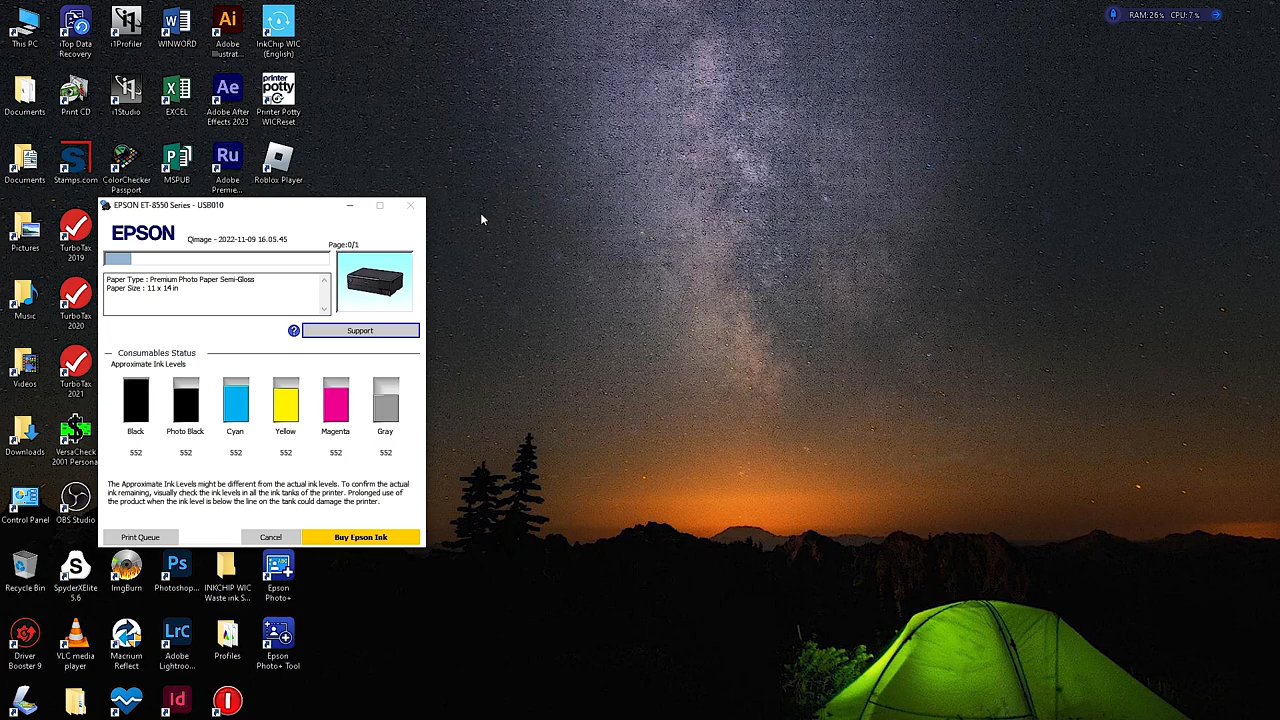 This PC
iTop Data
Recovery
i1Profiler
WINWORD
Adobe
Illustrat...
InkChip WIC
(English)
RAM: 26% CPU: 7%
Documents
Print CD
i1Studio
EXCEL
Adobe After
Effects 2023
printer
potty
Printer Potty
WICReset
Documents
Stamps.com
ColorChecker
Passport
MSPUB
Adobe
Premie...
Roblox Player
Ai
Ae
Ru
Pictures
TurboTax
2019
Music
TurboTax
2020
Videos
TurboTax
2021
Downloads
VersaCheck
2001 Persona
Control Panel
OBS Studio
EPSON ET-8550 Series - USB010
EPSON
Qimage - 2022-11-09 16.05.45
Page:0/1
Paper Type : Premium Photo Paper Semi-Gloss
Paper Size : 11 x 14 in
Support
Consumables Status
Approximate Ink Levels
Black
Photo Black
Cyan
Yellow
Magenta
Gray
552
552
552
552
552
552
The Approximate Ink Levels might be different from the actual ink levels. To confirm the actual
ink remaining, visually check the ink levels in all the ink tanks of the printer. Prolonged use of
the product when the ink level is below the line on the tank could damage the printer.
Print Queue
Cancel
Buy Epson Ink
Recycle Bin
SpyderXElite
5.6
ImgBurn
Ps
Photoshop...
INKCHIP WIC
Waste ink S...
Epson
Photo+
Driver
Booster 9
VLC media
player
Macrium
Reflect
Lrc
Adobe
Lightroo...
Profiles
Epson
Photo+ Tool
Id